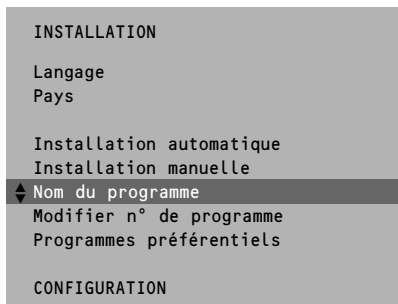 INSTALLATION
Langage
Pays
Installation automatique
Installation manuelle
Nom du programme
Modifier n° de programme
Programmes préférentiels
CONFIGURATION